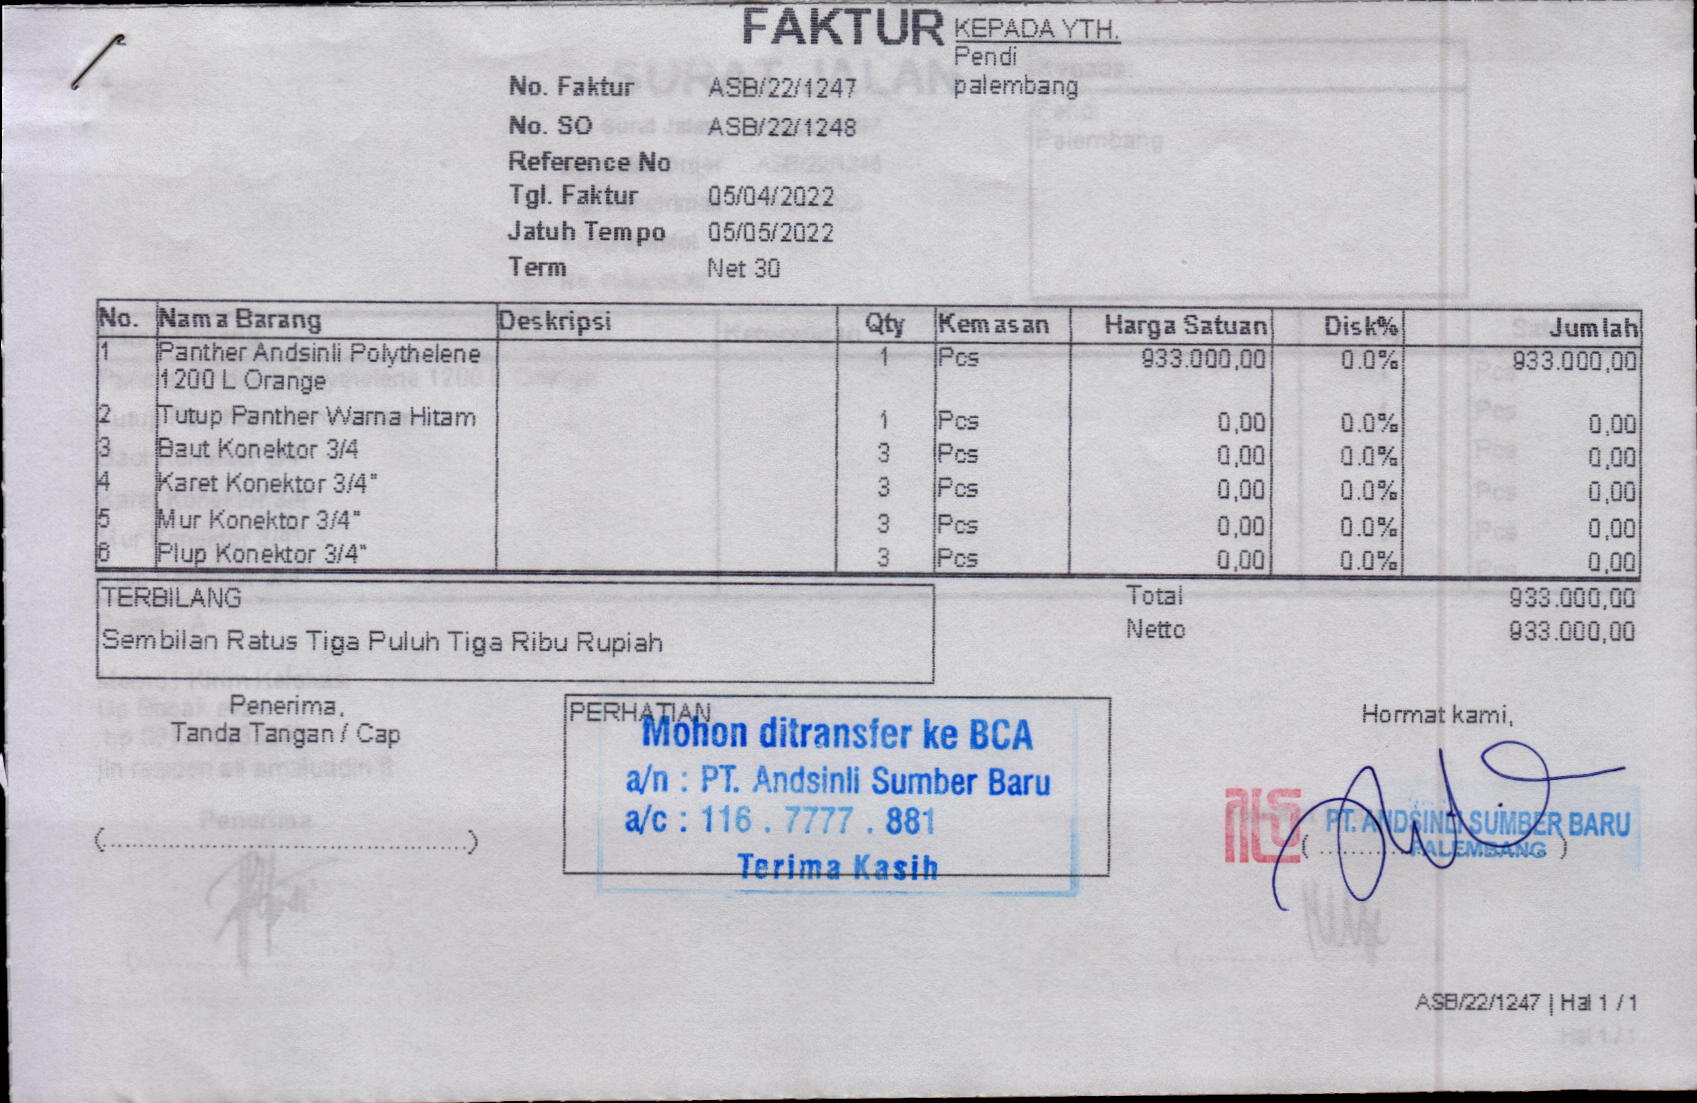 FAKTUR
KEPADA YTH.
Pendi
palembang
No. Faktur ASB/22/1247
No. SO ASB/22/1248
Reference No
Tgl. Faktur 05/04/2022
Jatuh Tempo 05/05/2022
Term Net 30
No. Nama Barang Deskripsi Qty Kemasan Harga Satuan Disk% Jumlah
1 Panther Andsinli Polythelene 1 Pcs 933.000,00 0.0% 933.000,00
1200 L Orange
2 Tutup Panther Warna Hitam 1 Pcs 0,00 0.0% 0,00
3 Baut Konektor 3/4 3 Pcs 0,00 0.0% 0,00
4 Karet Konektor 3/4" 3 Pcs 0,00 0.0% 0,00
5 Mur Konektor 3/4" 3 Pcs 0,00 0.0% 0,00
6 Plup Konektor 3/4" 3 Pcs 0,00 0.0% 0,00
TERBILANG
Sembilan Ratus Tiga Puluh Tiga Ribu Rupiah
Total 933.000,00
Netto 933.000,00
Penerima,
Tanda Tangan / Cap
(..............................................)
PERHATIAN
Mohon ditransfer ke BCA
a/n : PT. Andsinli Sumber Baru
a/c : 116 . 7777 . 881
Terima Kasih
Hormat kami,
PT. ANDSINLI SUMBER BARU
PALEMBANG
ASB/22/1247 | Hal 1 / 1